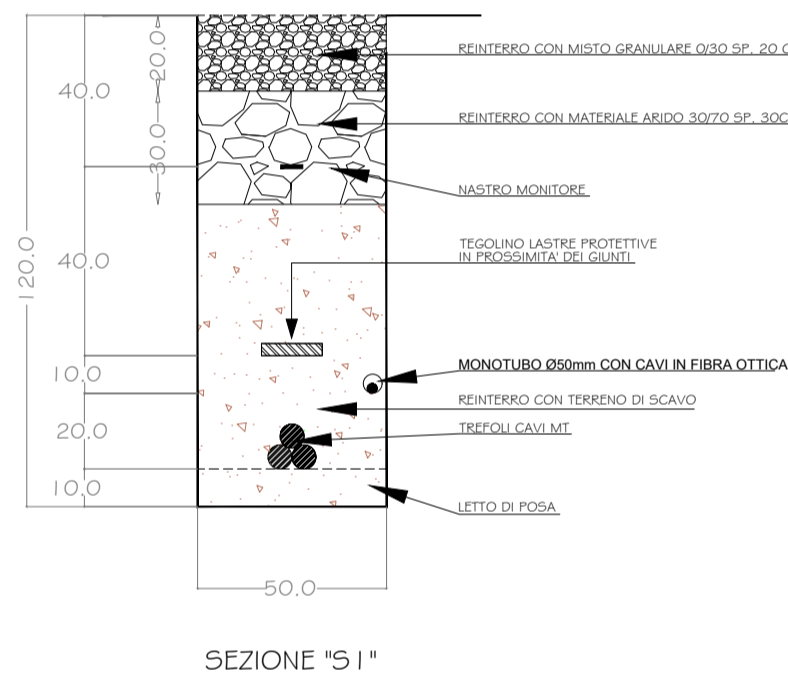 20.0
REINTERRO CON MISTO GRANULARE 0/30 SP. 20 C
40.0
REINTERRO CON MATERIALE ARIDO 30/70 SP. 30C
30.0
NASTRO MONITORE
TEGOLINO LASTRE PROTETTIVE
IN PROSSIMITA' DEI GIUNTI
40.0
120.0
MONOTUBO Ø50mm CON CAVI IN FIBRA OTTICA
10.0
REINTERRO CON TERRENO DI SCAVO
20.0
TREFOLI CAVI MT
10.0
LETTO DI POSA
50.0
SEZIONE "S1"